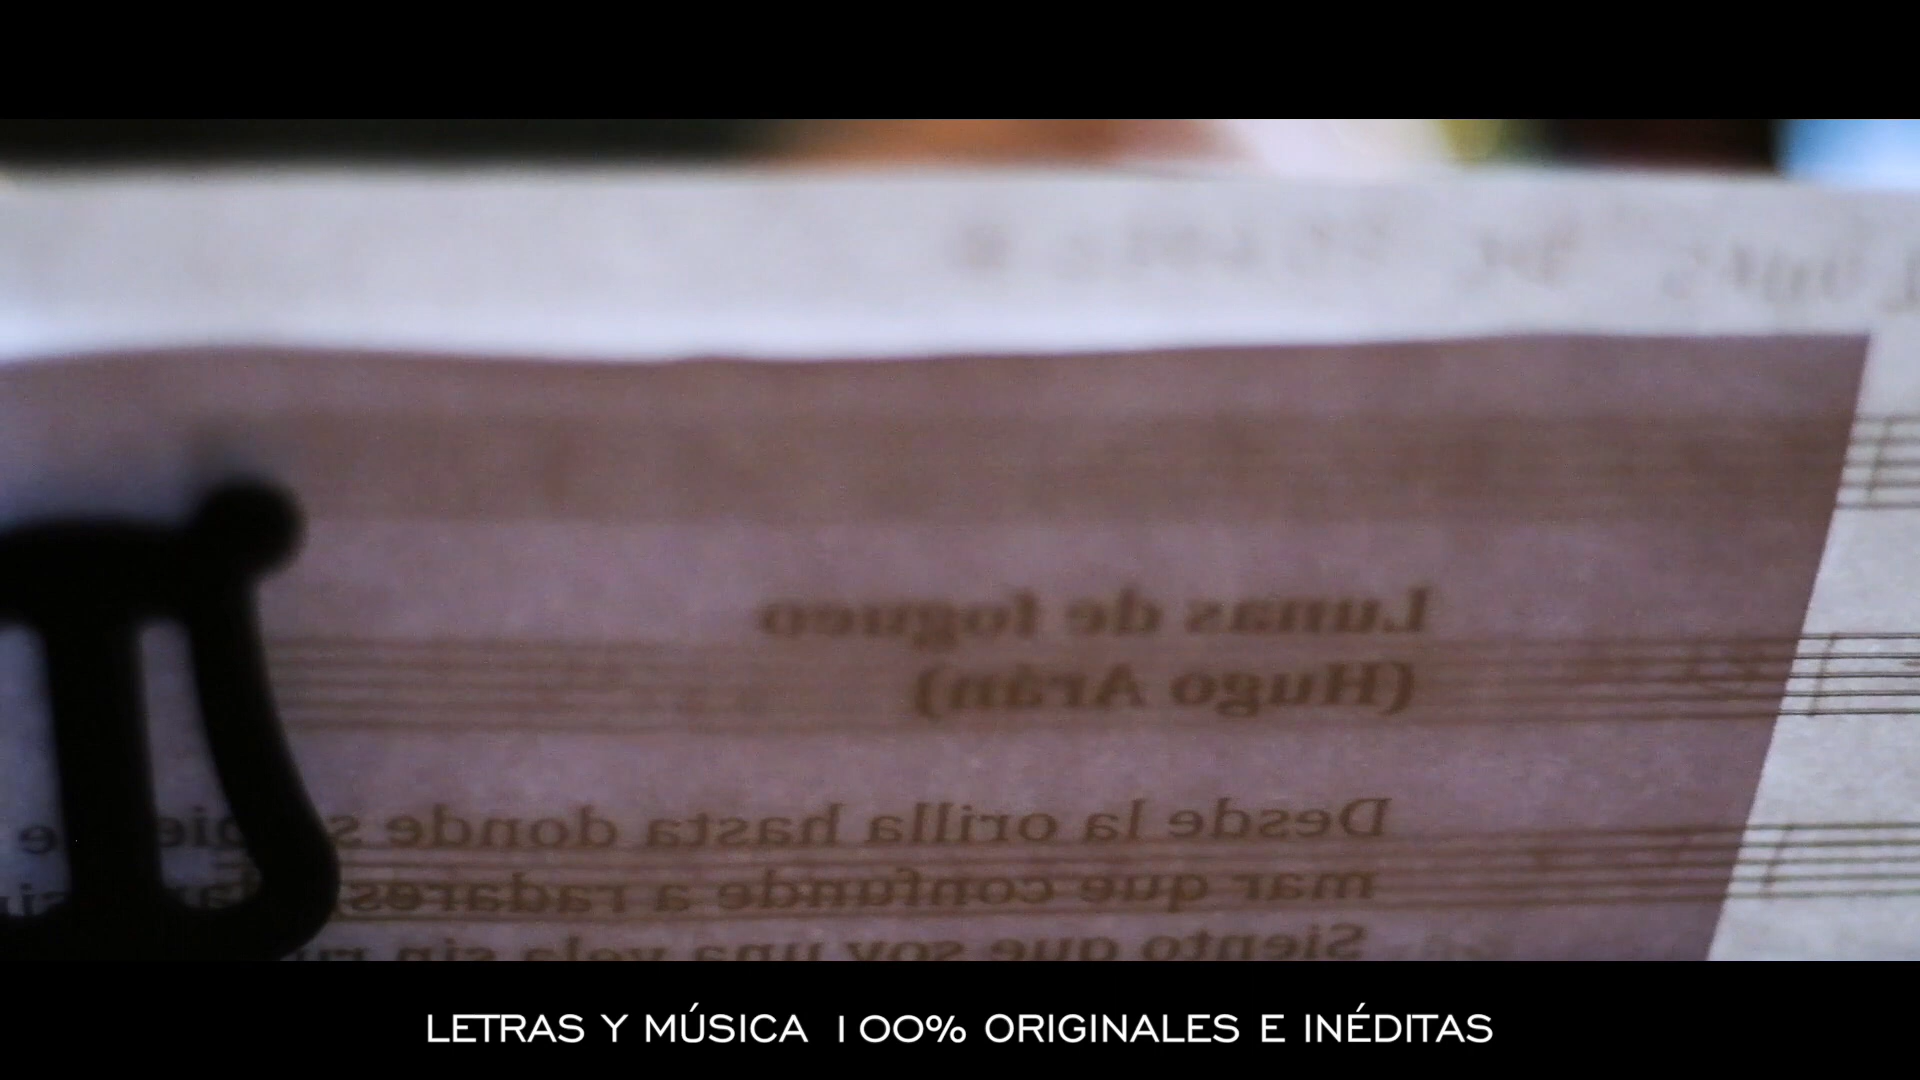 Lunas de fogueo
(Hugo Arán)
Desde la orilla hasta donde
mar que confunde a radares
Siento que soy una vela sin
LETRAS Y MÚSICA 100% ORIGINALES E INÉDITAS